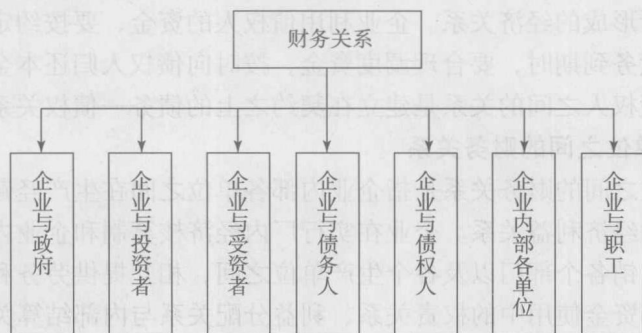 财务关系
企业与政府
企业与投资者
企业与受资者
企业与债务人
企业与债权人
企业内部各单位
企业与职工